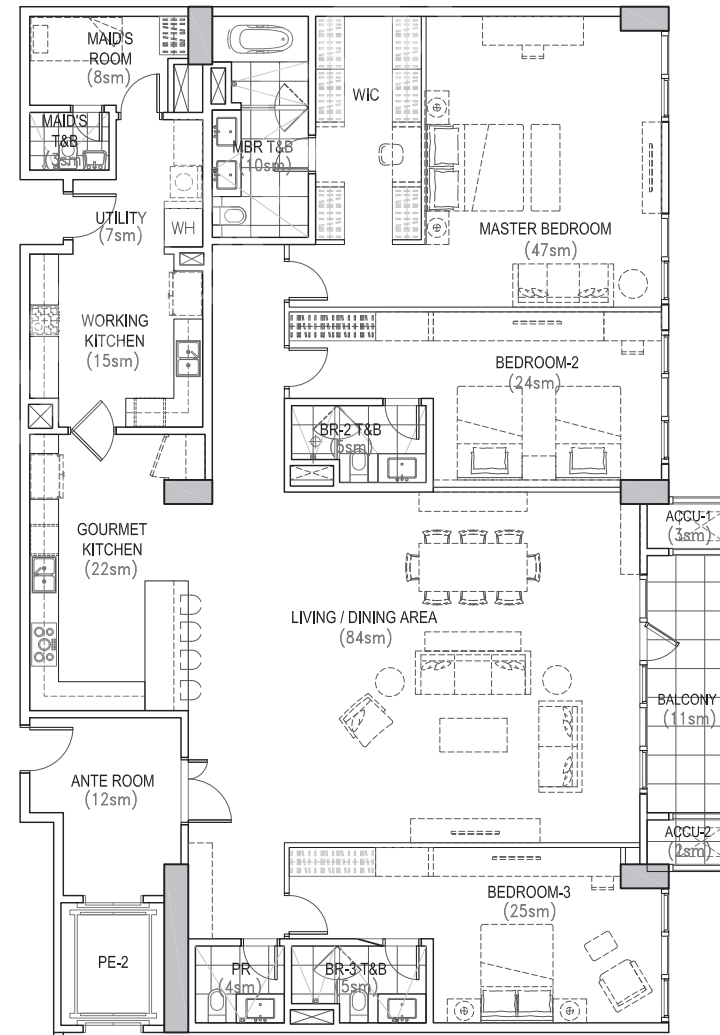 MAID'S
ROOM
(8sm)
MAID'S
T&B
(3sm)
WIC
MBR T&B
(10sm)
UTILITY
(7sm)
WH
MASTER BEDROOM
(47sm)
WORKING
KITCHEN
(15sm)
BEDROOM-2
(24sm)
BR-2 T&B
(5sm)
GOURMET
KITCHEN
(22sm)
ACCU-1
(3sm)
LIVING / DINING AREA
(84sm)
BALCONY
(11sm)
ANTE ROOM
(12sm)
ACCU-2
(2sm)
BEDROOM-3
(25sm)
PE-2
PR
(4sm)
BR-3 T&B
(5sm)